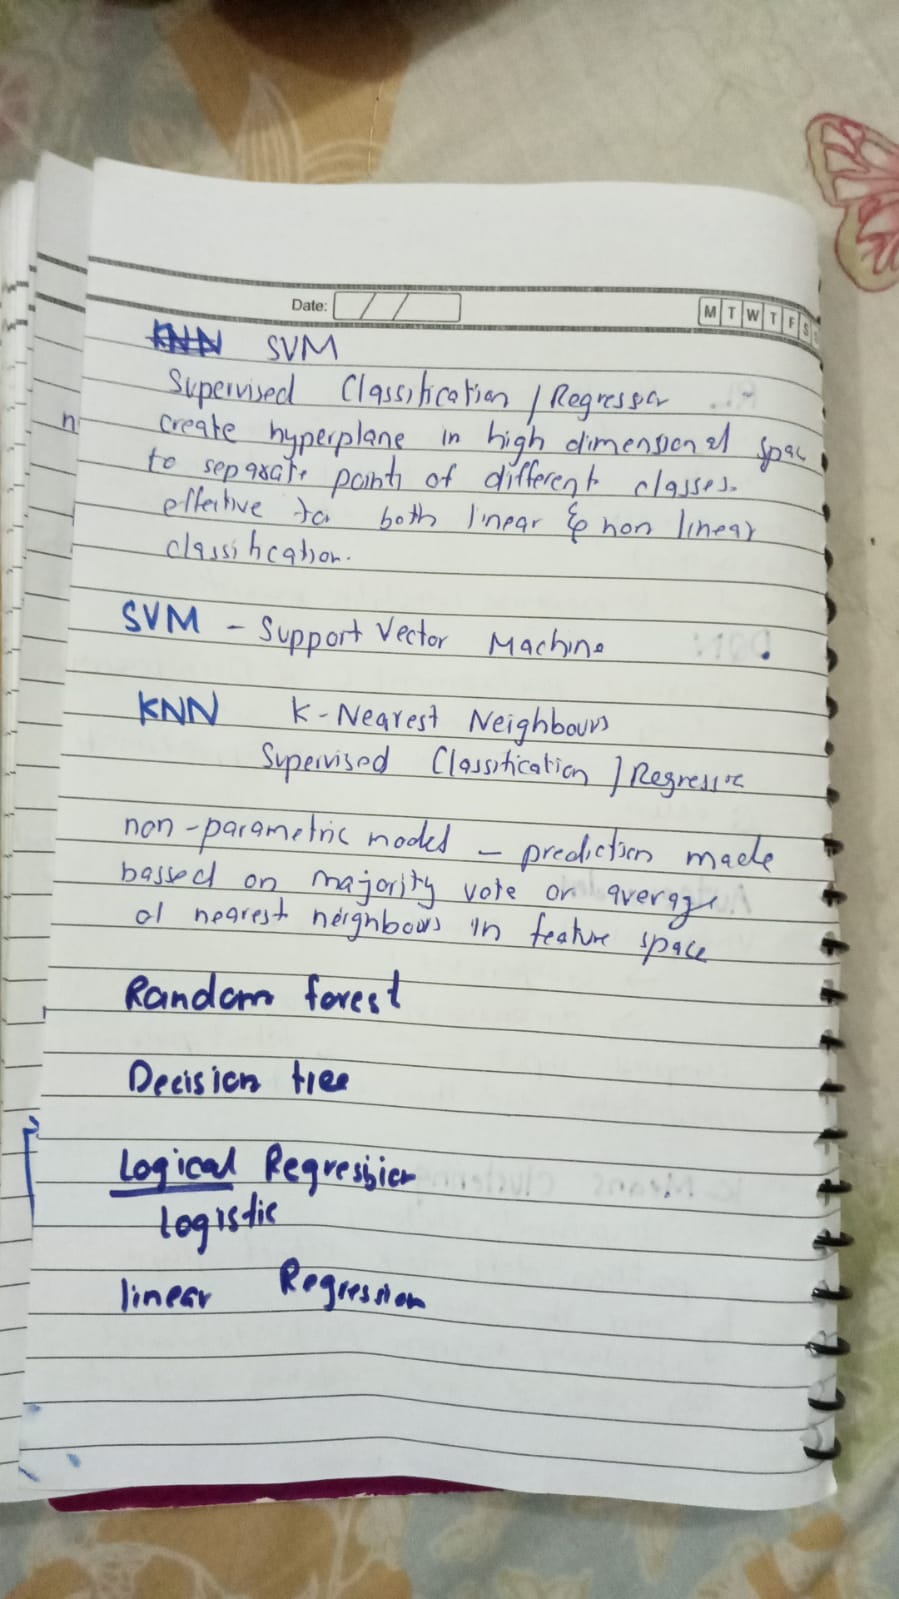 Date: / /
M T W T F S
KNN SVM
Supervised Classification / Regression
create hyperplane in high dimensional space
to separate points of different classes.
effective for both linear & non linear
classification.
n
SVM - Support Vector Machine
KNN K-Nearest Neighbours
Supervised Classification / Regression
non-parametric model - prediction made
bassed on majority vote or average
of nearest neighbours in feature space
Random forest
Decision tree
Logical Regression
Logistic
linear Regression